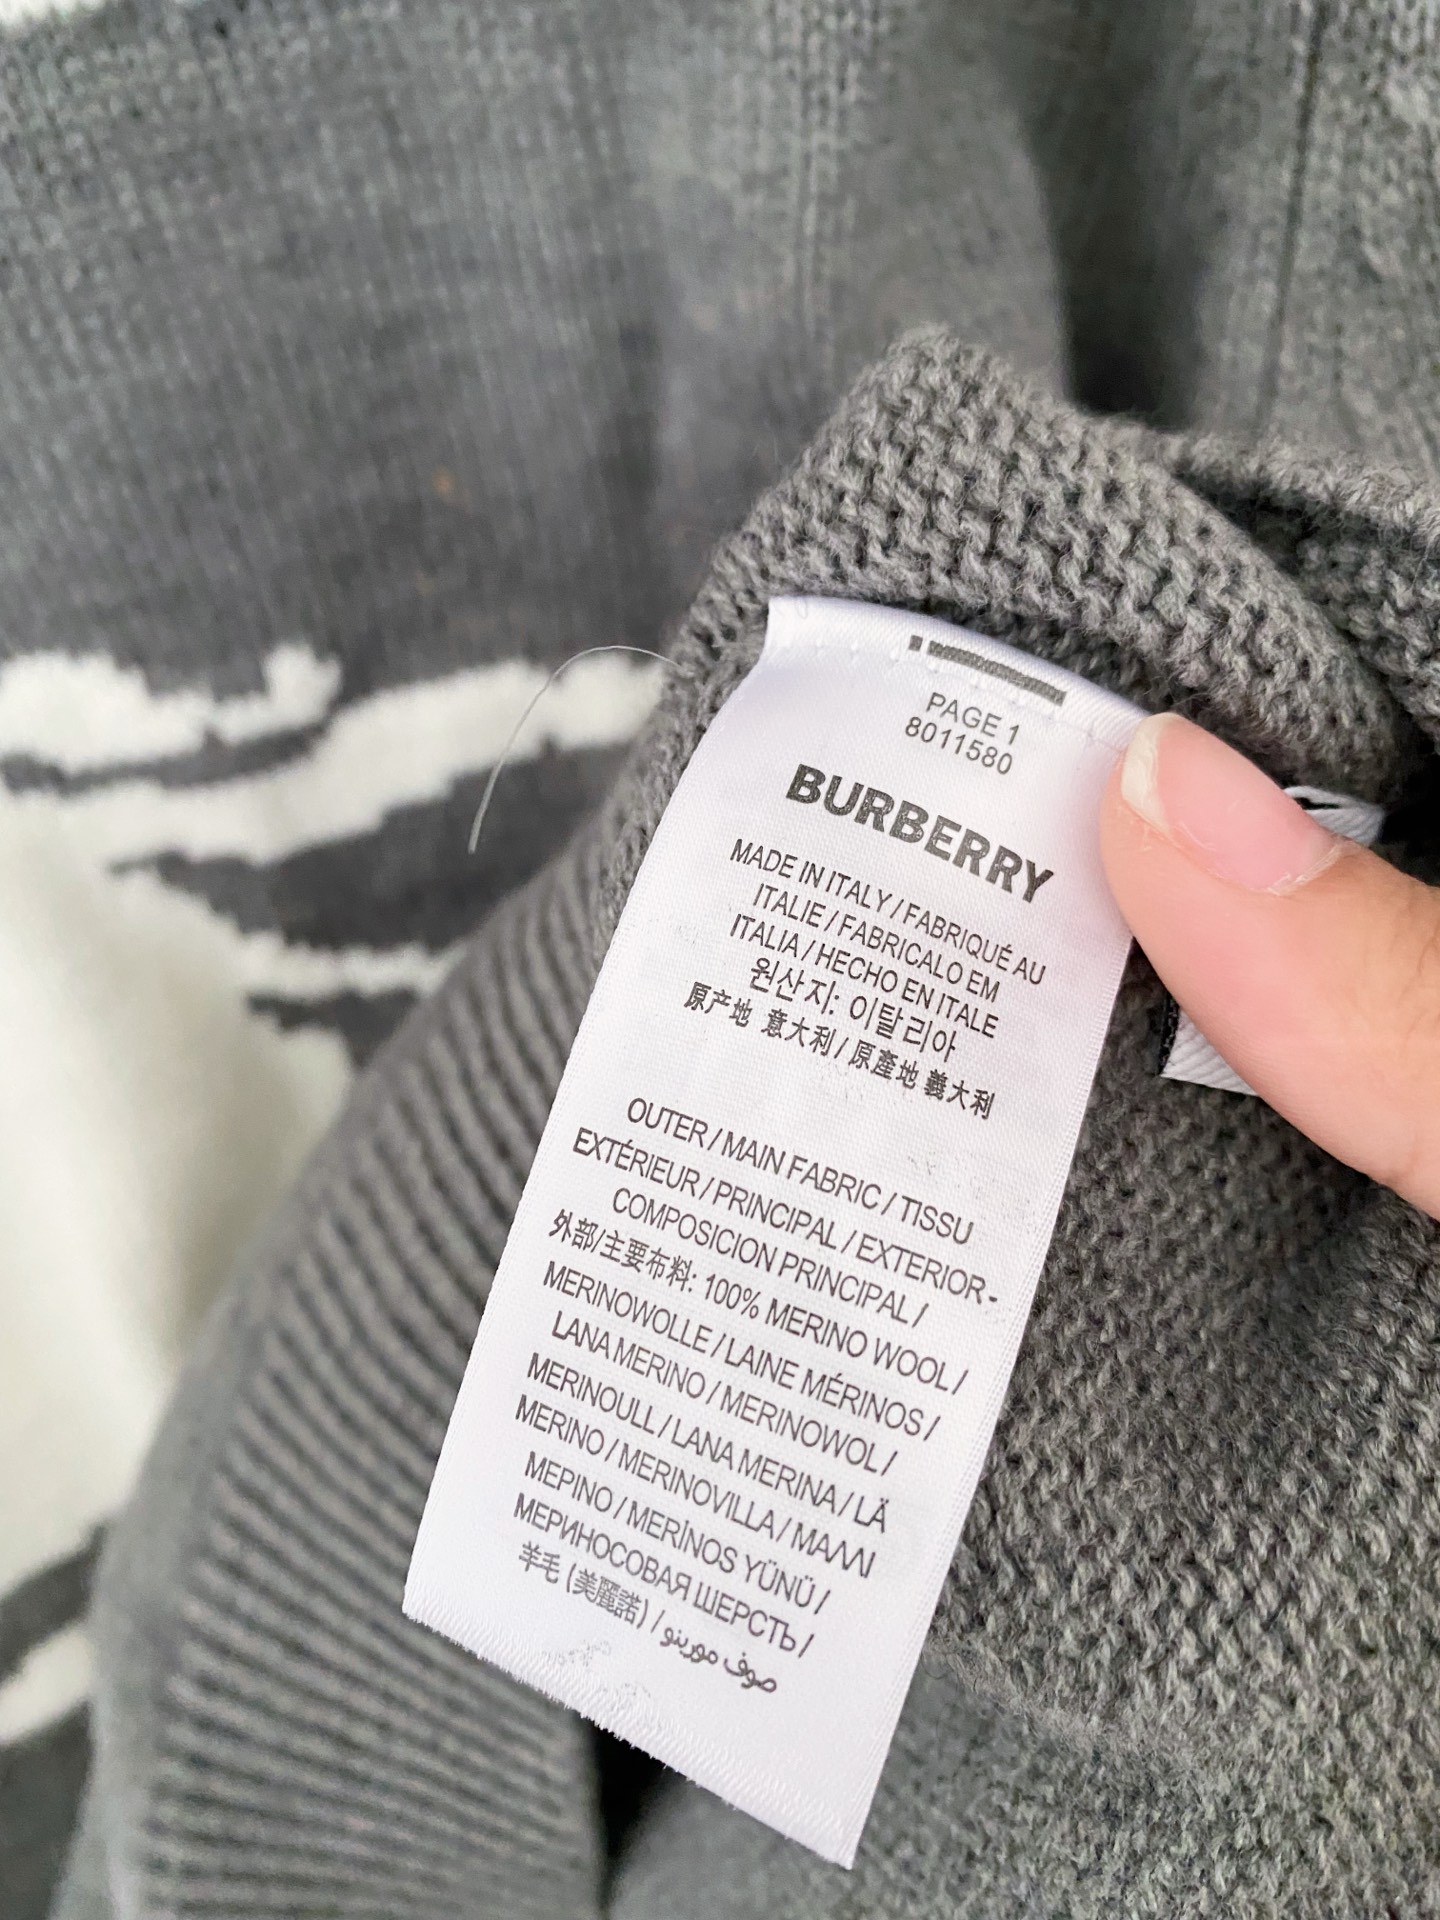 PAGE 1
8011580
BURBERRY
MADE IN ITALY / FABRIQUÉ AU
ITALIE / FABRICALO EM
ITALIA / HECHO EN ITALE
원산지: 이탈리아
原产地 意大利 / 原產地 義大利
OUTER / MAIN FABRIC / TISSU
EXTÉRIEUR / PRINCIPAL / EXTERIOR-
COMPOSICION PRINCIPAL /
外部/主要布料: 100% MERINO WOOL /
MERINOWOLLE / LAINE MÉRINOS /
LANA MERINO / MERINOWOL /
MERINOULL / LANA MERINA / LÄ
MERINO / MERINOVILLA / ΜΑΛΛΙ
ΜΕΡΙΝΟ / MERİNOS YÜNÜ /
МЕРИНОСОВАЯ ШЕРСТЬ /
羊毛 (美麗諾) / صوف مورينو